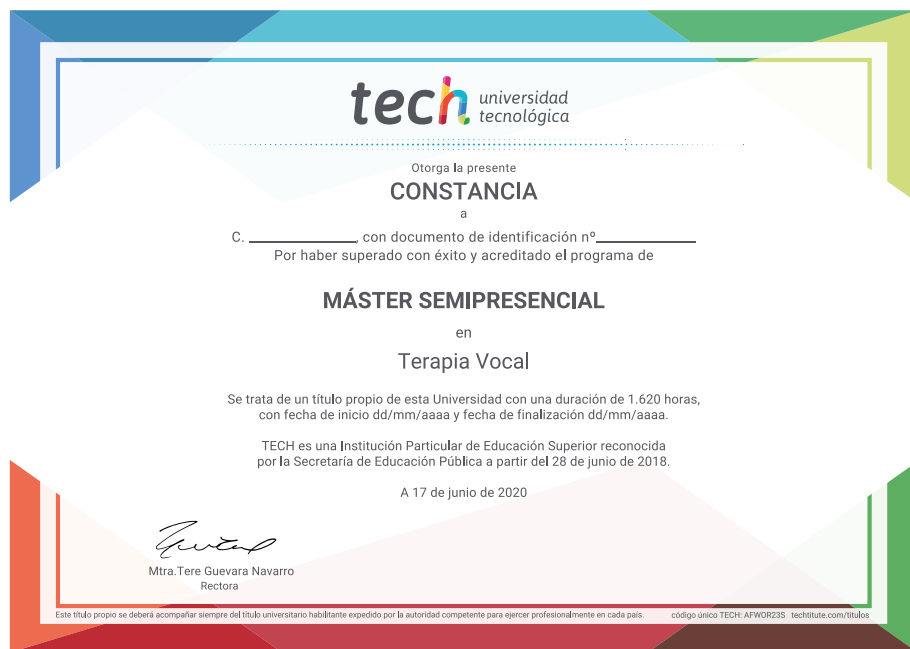 tech universidad
tecnológica
Otorga la presente
CONSTANCIA
a
C. ____________, con documento de identificación nº____________
Por haber superado con éxito y acreditado el programa de
MÁSTER SEMIPRESENCIAL
en
Terapia Vocal
Se trata de un título propio de esta Universidad con una duración de 1.620 horas,
con fecha de inicio dd/mm/aaaa y fecha de finalización dd/mm/aaaa.
TECH es una Institución Particular de Educación Superior reconocida
por la Secretaría de Educación Pública a partir del 28 de junio de 2018.
A 17 de junio de 2020
Mtra.Tere Guevara Navarro
Rectora
Este título propio se deberá acompañar siempre del título universitario habilitante expedido por la autoridad competente para ejercer profesionalmente en cada país. código único TECH: AFWOR23S techtitute.com/titulos